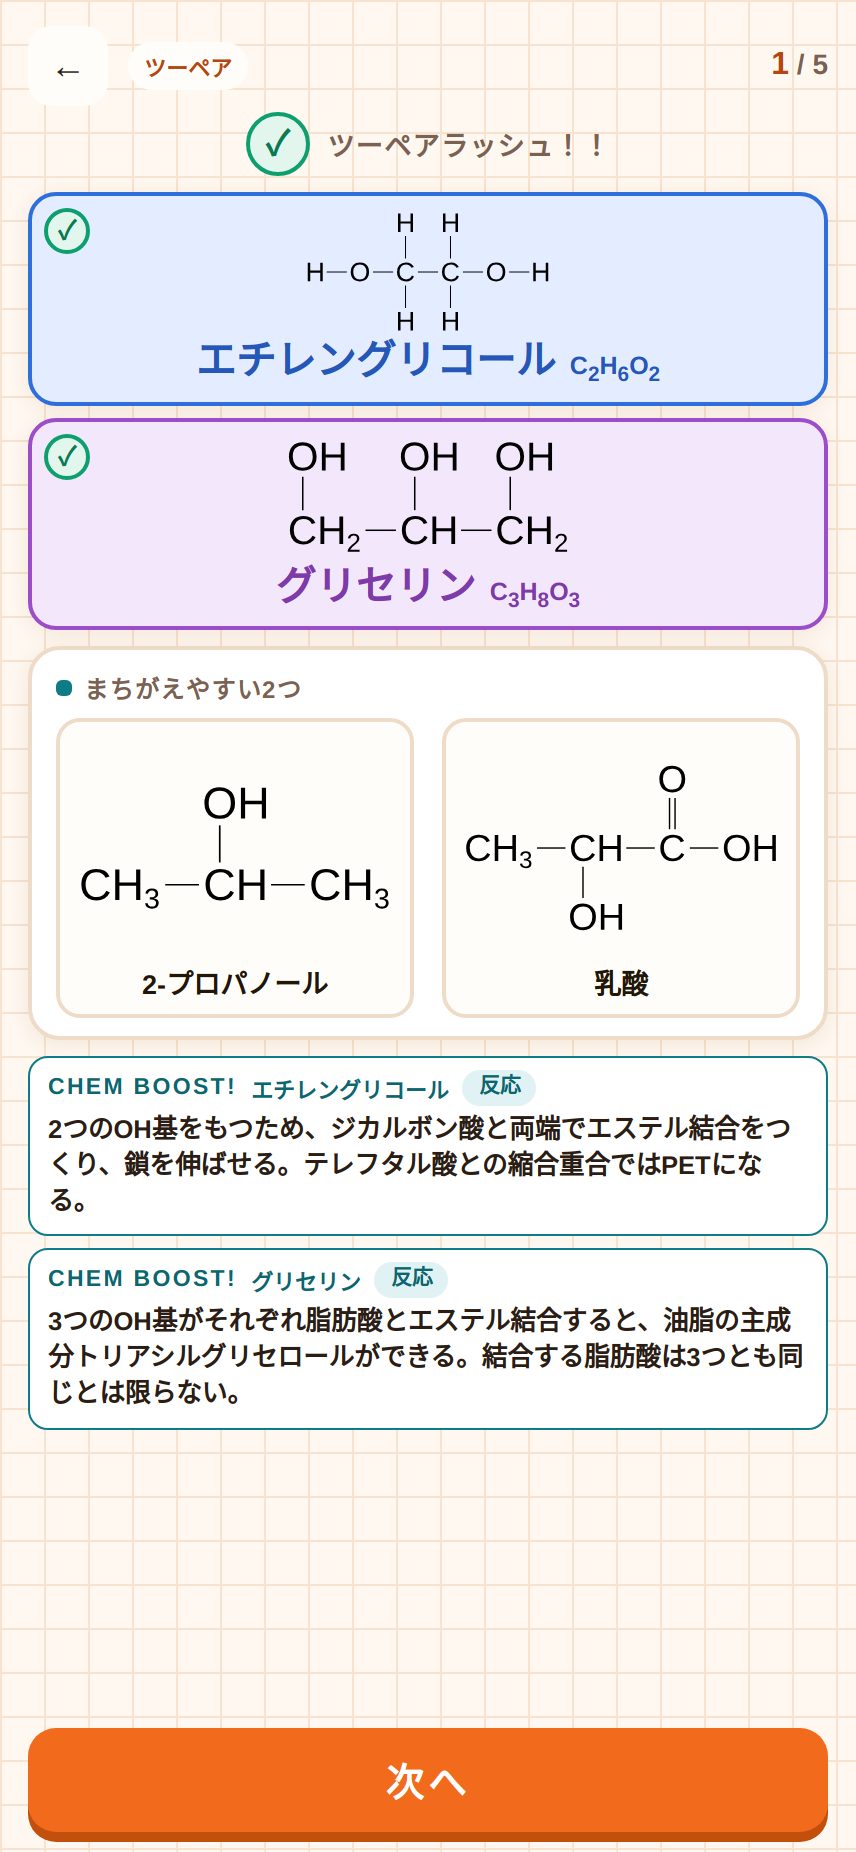 ←
ツーペア
1 / 5
✓ ツーペアラッシュ！！
✓
H H
H—O—C—C—O—H
H H
エチレングリコール C₂H₆O₂
✓
OH OH OH
CH₂—CH—CH₂
グリセリン C₃H₈O₃
まちがえやすい2つ
OH
CH₃—CH—CH₃
2-プロパノール
O
CH₃—CH—C—OH
OH
乳酸
CHEM BOOST! エチレングリコール 反応
2つのOH基をもつため、ジカルボン酸と両端でエステル結合をつ
くり、鎖を伸ばせる。テレフタル酸との縮合重合ではPETにな
る。
CHEM BOOST! グリセリン 反応
3つのOH基がそれぞれ脂肪酸とエステル結合すると、油脂の主成
分トリアシルグリセロールができる。結合する脂肪酸は3つとも同
じとは限らない。
次へ